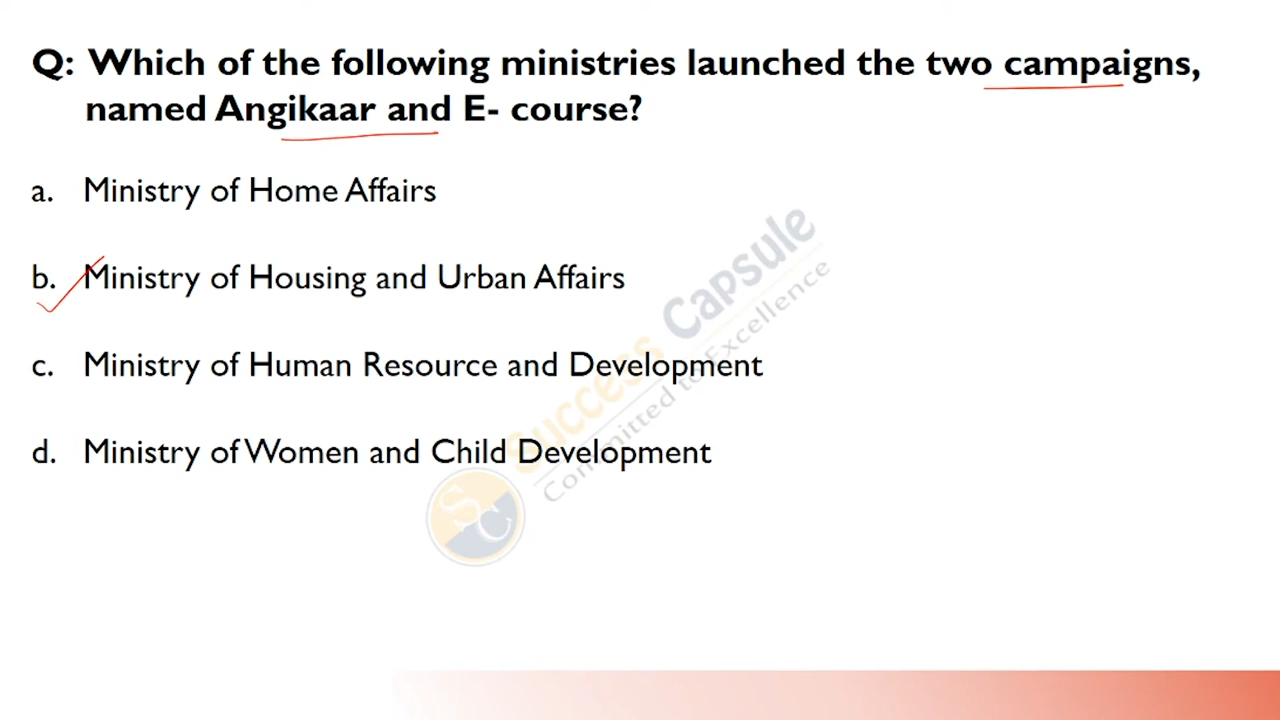 Q: Which of the following ministries launched the two campaigns,
named Angikaar and E- course?
a. Ministry of Home Affairs
b. Ministry of Housing and Urban Affairs
c. Ministry of Human Resource and Development
d. Ministry of Women and Child Development
Success Capsule
Committed to Excellence
SC